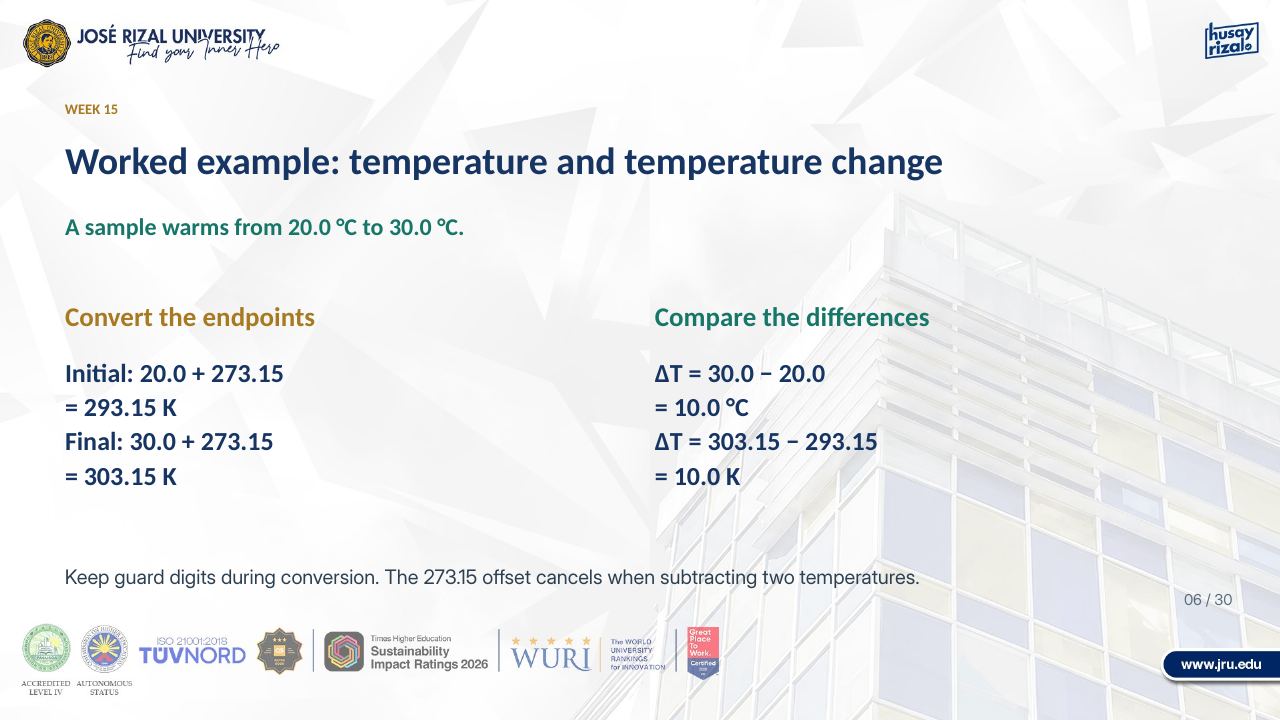 JOSÉ RIZAL UNIVERSITY
Find your Inner Hero
husay
rizal
WEEK 15
Worked example: temperature and temperature change
A sample warms from 20.0 °C to 30.0 °C.
Convert the endpoints
Initial: 20.0 + 273.15
= 293.15 K
Final: 30.0 + 273.15
= 303.15 K
Compare the differences
ΔT = 30.0 − 20.0
= 10.0 °C
ΔT = 303.15 − 293.15
= 10.0 K
Keep guard digits during conversion. The 273.15 offset cancels when subtracting two temperatures.
06 / 30
ACCREDITED
LEVEL IV
AUTONOMOUS
STATUS
ISO 21001:2018
TÜVNORD
Times Higher Education
Sustainability
Impact Ratings 2026
WURI
The WORLD
UNIVERSITY
RANKINGS
for INNOVATION
Great
Place
To
Work.
Certified
www.jru.edu